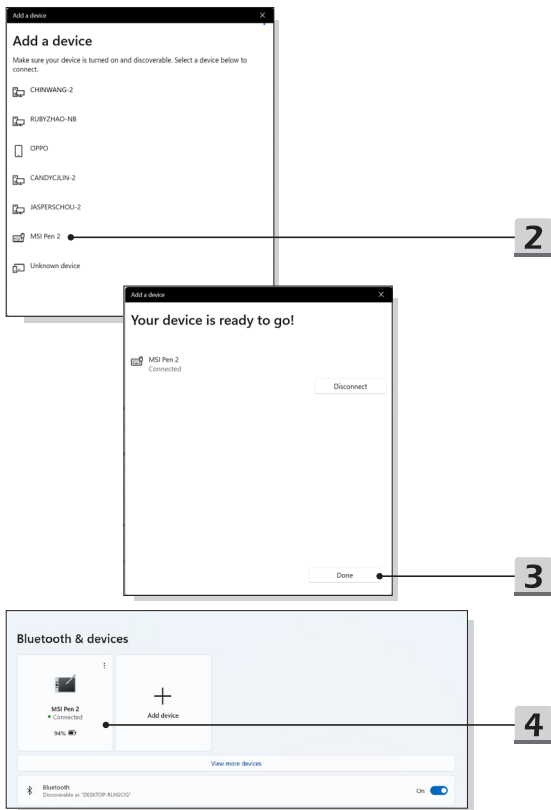 Add a device
Add a device
Make sure your device is turned on and discoverable. Select a device below to
connect.
CHINWANG-2
RUBYZHAO-NB
OPPO
CANDYCJLIN-2
JASPERSCHOU-2
MSI Pen 2
2
Unknown device
Add a device
Your device is ready to go!
MSI Pen 2
Connected
Disconnect
Done
3
Bluetooth & devices
MSI Pen 2
Connected
94%
Add device
4
View more devices
Bluetooth
Discoverable as "DESKTOP-RLHGCIG"
On